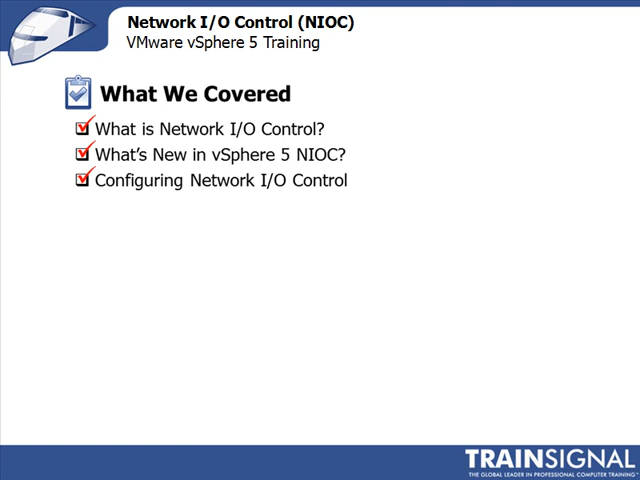 Network I/O Control (NIOC)
VMware vSphere 5 Training
What We Covered
What is Network I/O Control?
What's New in vSphere 5 NIOC?
Configuring Network I/O Control
TRAINSIGNAL
THE GLOBAL LEADER IN PROFESSIONAL COMPUTER TRAINING™